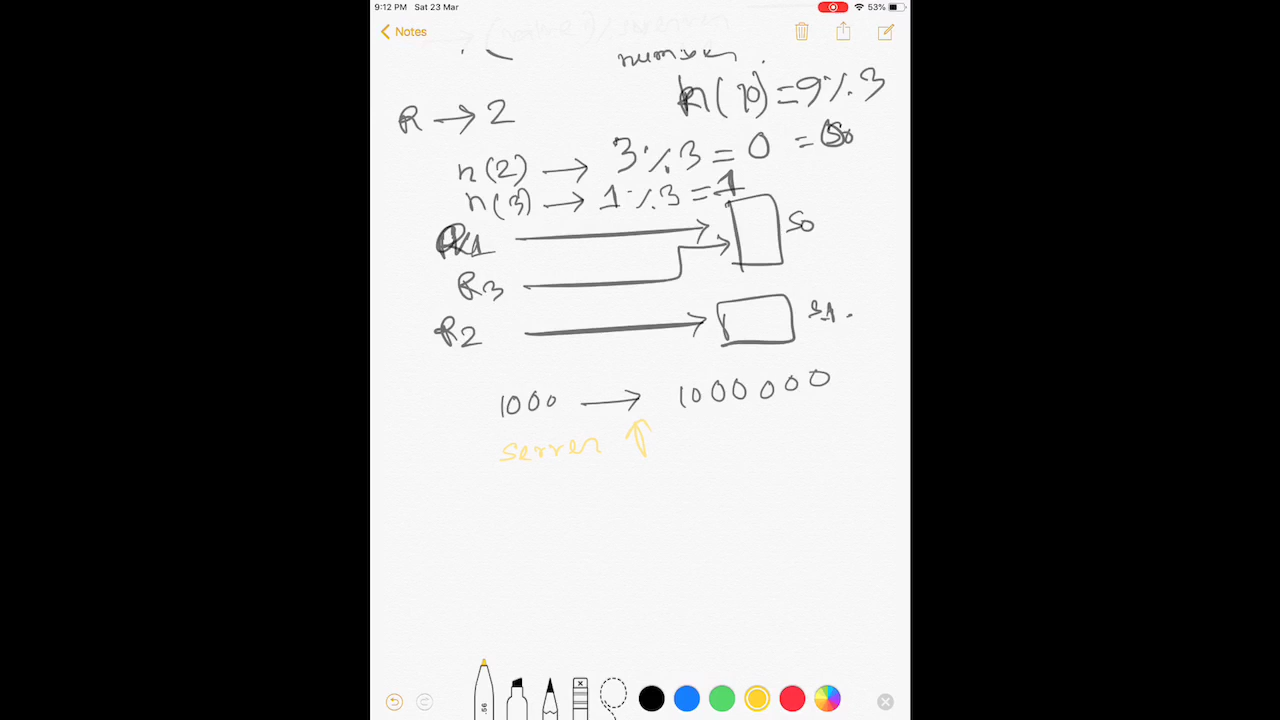 9:12 PM Sat 23 Mar
53%
Notes
number
h(10)=9%3
R → 2
h(2) → 3%3=0 = S0
h(3) → 1%3=1
R1
S0
R3
R2
S1.
1000 → 1000000
server ↑
.56